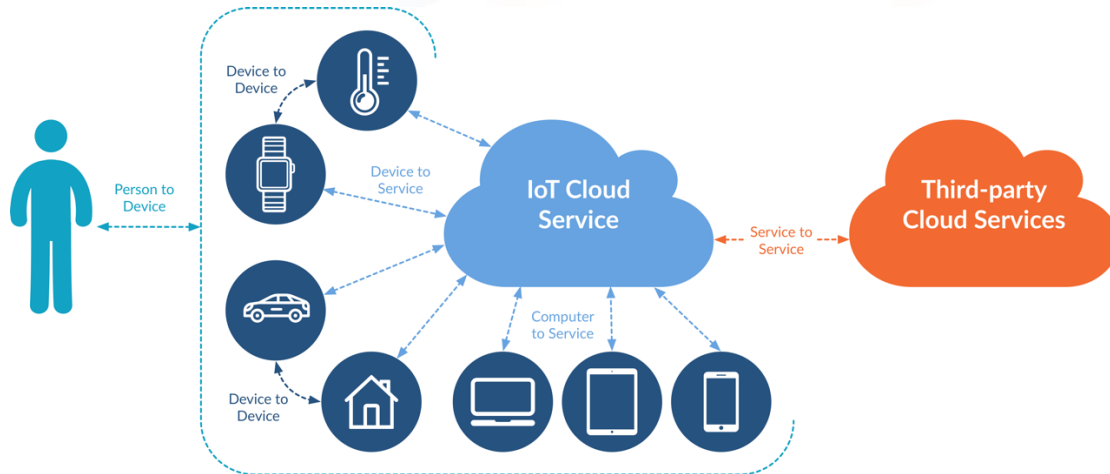 Device to
Device
Person to
Device
Device to
Service
IoT Cloud
Service
Third-party
Cloud Services
Service to
Service
Computer
to Service
Device to
Device